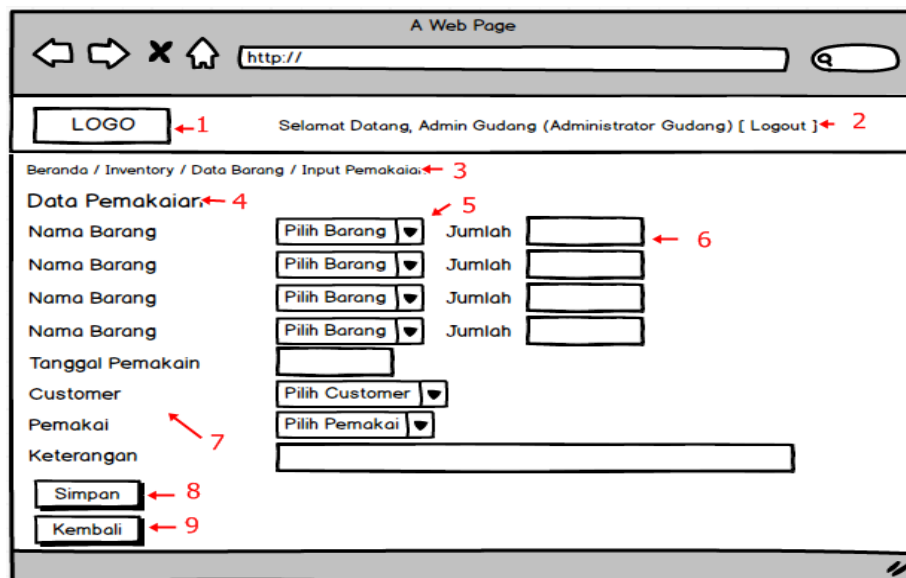 A Web Page
http://
LOGO 1 Selamat Datang, Admin Gudang (Administrator Gudang) [ Logout ] 2
Beranda / Inventory / Data Barang / Input Pemakaian 3
Data Pemakaian 4
5
Nama Barang Pilih Barang Jumlah 6
Nama Barang Pilih Barang Jumlah
Nama Barang Pilih Barang Jumlah
Nama Barang Pilih Barang Jumlah
Tanggal Pemakain
Customer Pilih Customer
Pemakai Pilih Pemakai
7
Keterangan
Simpan 8
Kembali 9